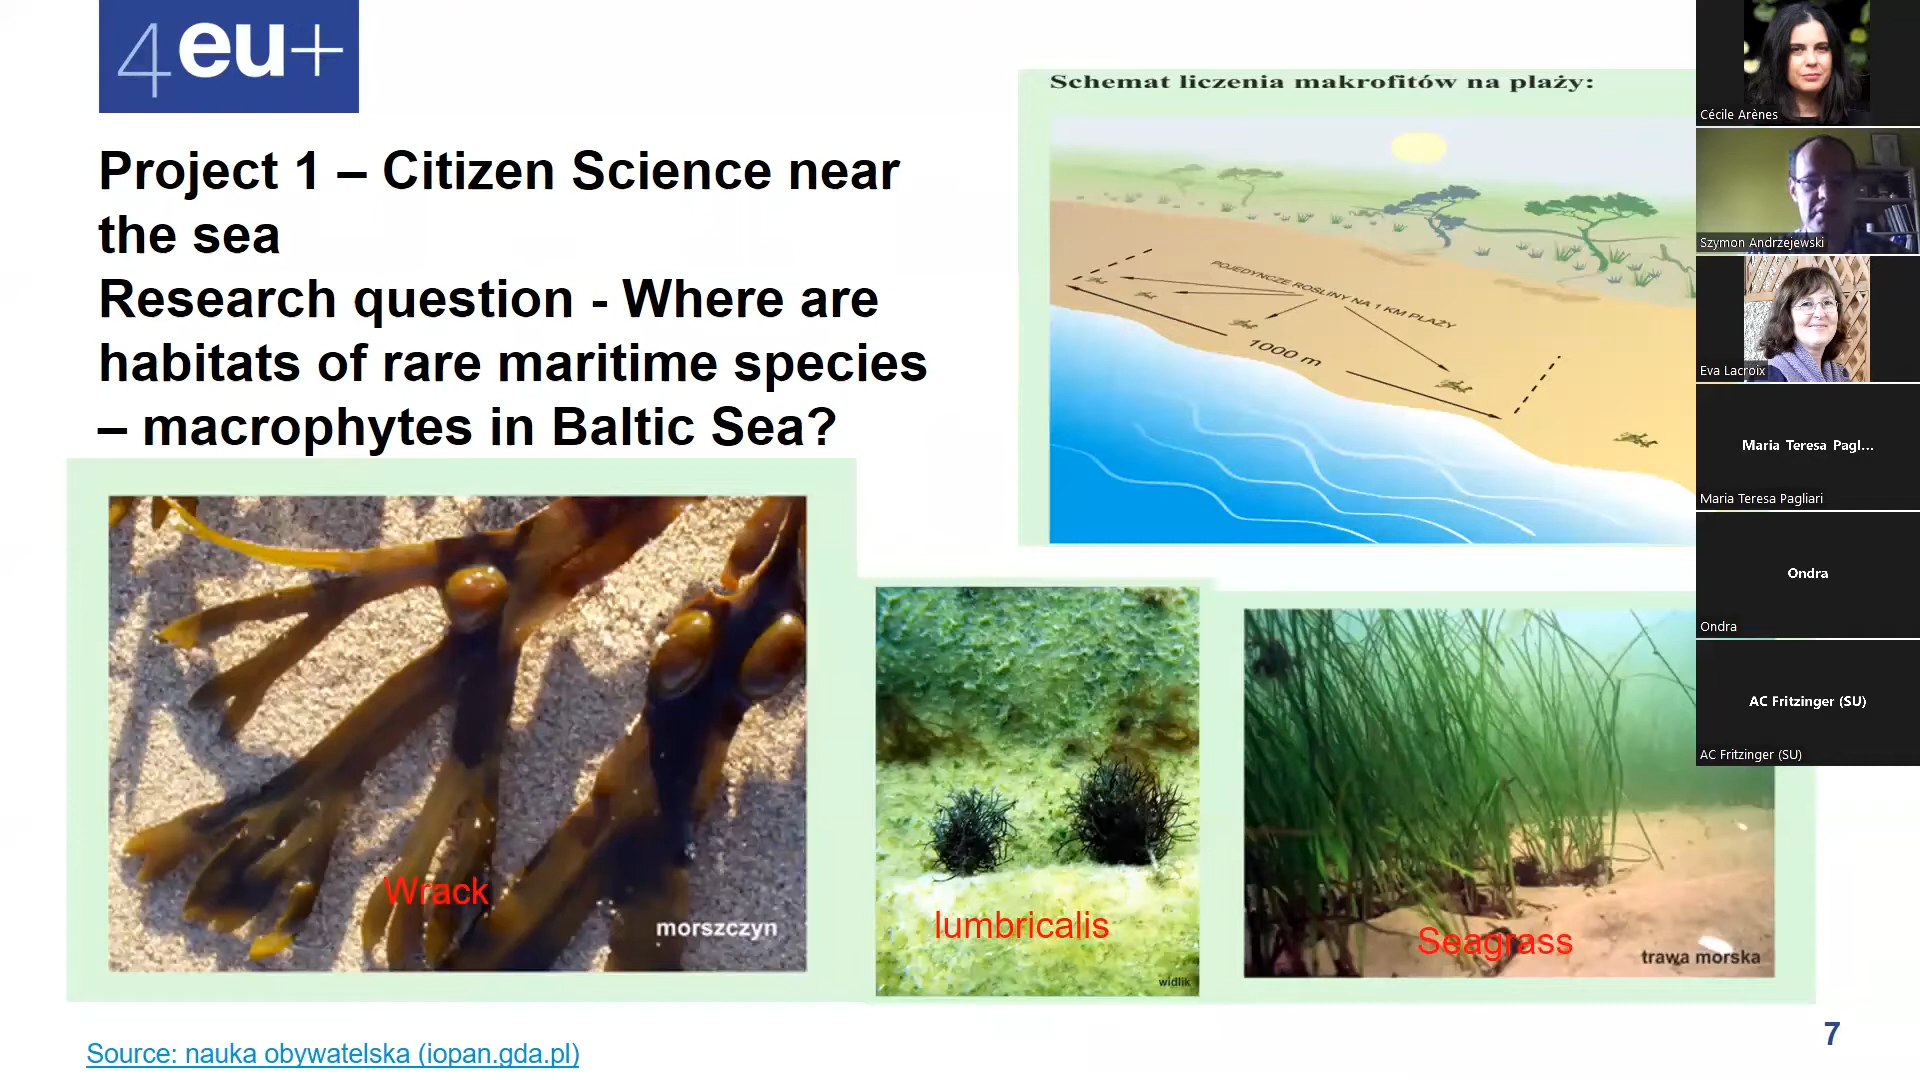 4eu+
Project 1 – Citizen Science near
the sea
Research question - Where are
habitats of rare maritime species
– macrophytes in Baltic Sea?
Schemat liczenia makrofitów na plaży:
POJEDYNCZE ROŚLINY NA 1 KM PLAŻY
1000 m
Wrack
morszczyn
lumbricalis
widlik
Seagrass
trawa morska
Source: nauka obywatelska (iopan.gda.pl)
7
Cécile Arènes
Szymon Andrzejewski
Eva Lacroix
Maria Teresa Pagl...
Maria Teresa Pagliari
Ondra
Ondra
AC Fritzinger (SU)
AC Fritzinger (SU)